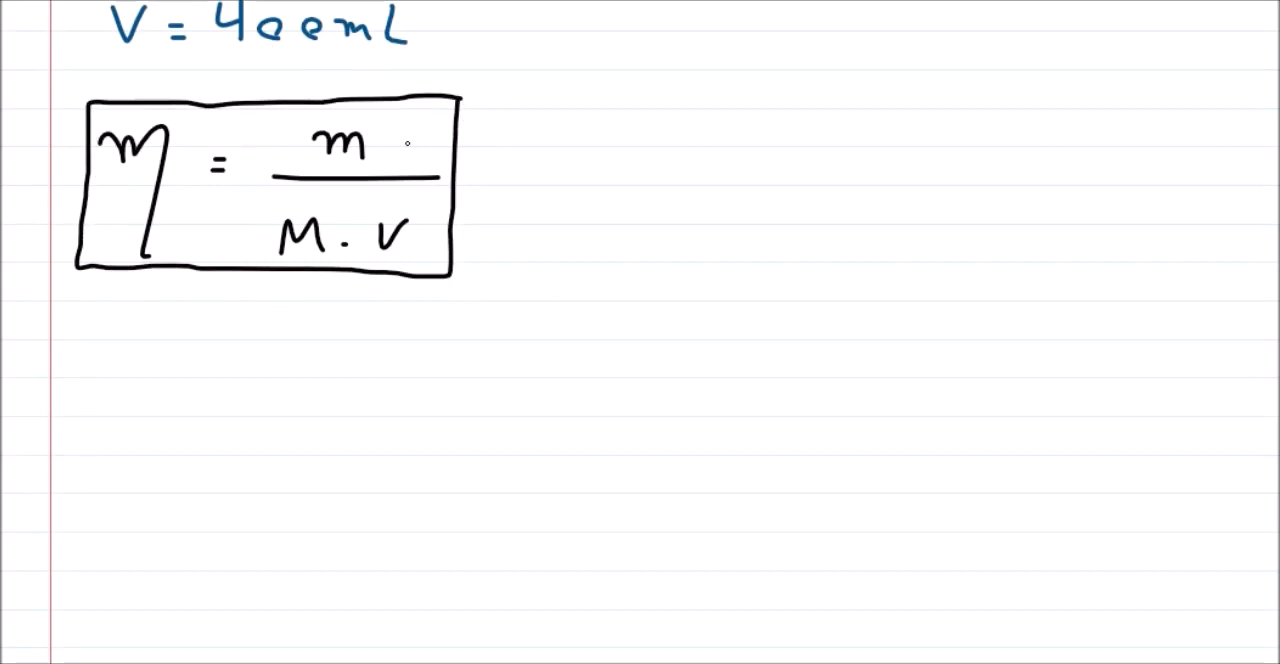 V = 400mL
𝓂 = m
M . V